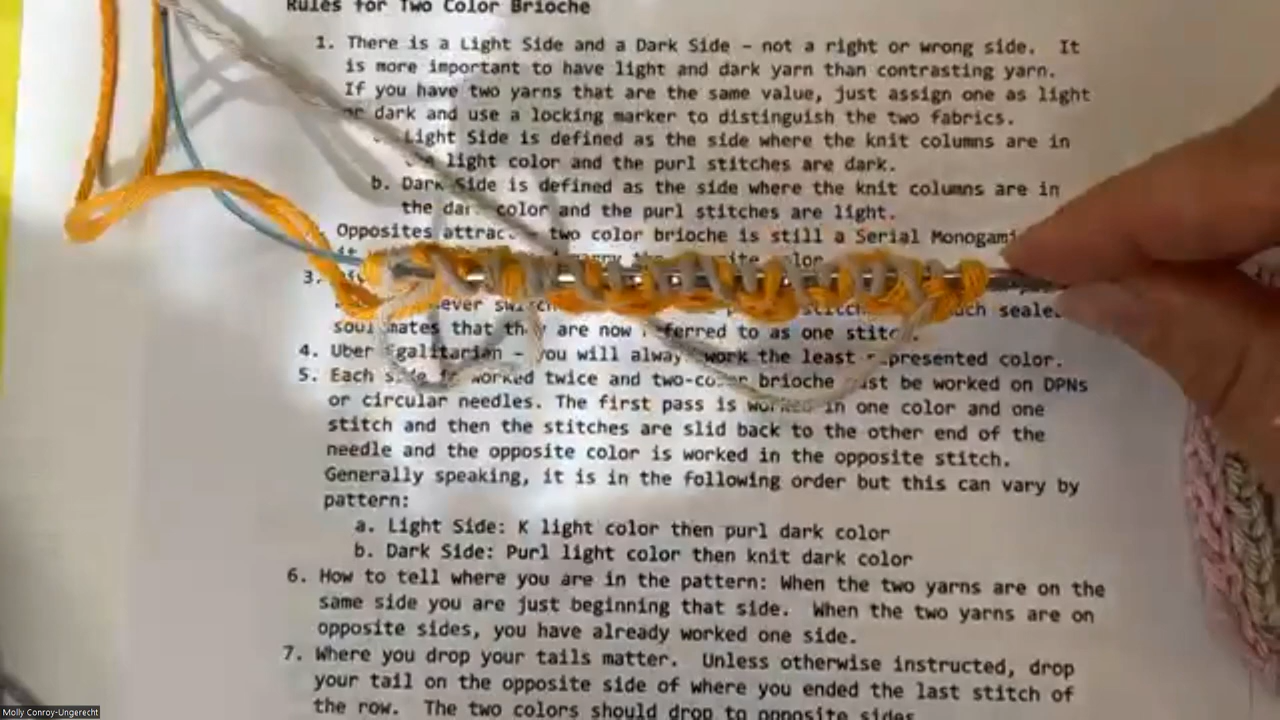 Rules for Two Color Brioche
1. There is a Light Side and a Dark Side – not a right or wrong side. It
is more important to have light and dark yarn than contrasting yarn.
If you have two yarns that are the same value, just assign one as light
or dark and use a locking marker to distinguish the two fabrics.
Light Side is defined as the side where the knit columns are in
light color and the purl stitches are dark.
b. Dark Side is defined as the side where the knit columns are in
the dark color and the purl stitches are light.
Opposites attract – two color brioche is still a Serial
3.
ever
soul mates that they are now referred to as one stitch.
4. Uber Egalitarian – you will always work the least represented color.
5. Each side is worked twice and two-color brioche must be worked on DPNs
or circular needles. The first pass is worked in one color and one
stitch and then the stitches are slid back to the other end of the
needle and the opposite color is worked in the opposite stitch.
Generally speaking, it is in the following order but this can vary by
pattern:
a. Light Side: K light color then purl dark color
b. Dark Side: Purl light color then knit dark color
6. How to tell where you are in the pattern: When the two yarns are on the
same side you are just beginning that side. When the two yarns are on
opposite sides, you have already worked one side.
7. Where you drop your tails matter. Unless otherwise instructed, drop
your tail on the opposite side of where you ended the last stitch of
the row. The two colors should drop to opposite sides
Molly Conroy-Ungerecht